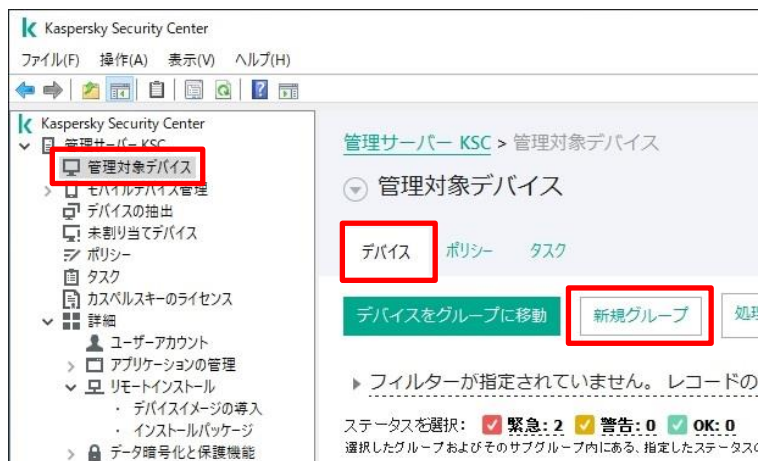 Kaspersky Security Center
ファイル(F) 操作(A) 表示(V) ヘルプ(H)
Kaspersky Security Center
管理サーバー KSC
管理対象デバイス
モバイルデバイス管理
デバイスの抽出
未割り当てデバイス
ポリシー
タスク
カスペルスキーのライセンス
詳細
ユーザーアカウント
アプリケーションの管理
リモートインストール
・ デバイスイメージの導入
・ インストールパッケージ
データ暗号化と保護機能
管理サーバー KSC > 管理対象デバイス
管理対象デバイス
デバイス ポリシー タスク
デバイスをグループに移動 新規グループ 処理
フィルターが指定されていません。 レコードの
ステータスを選択: 緊急: 2 警告: 0 OK: 0
選択したグループおよびそのサブグループ内にある、指定したステータスの